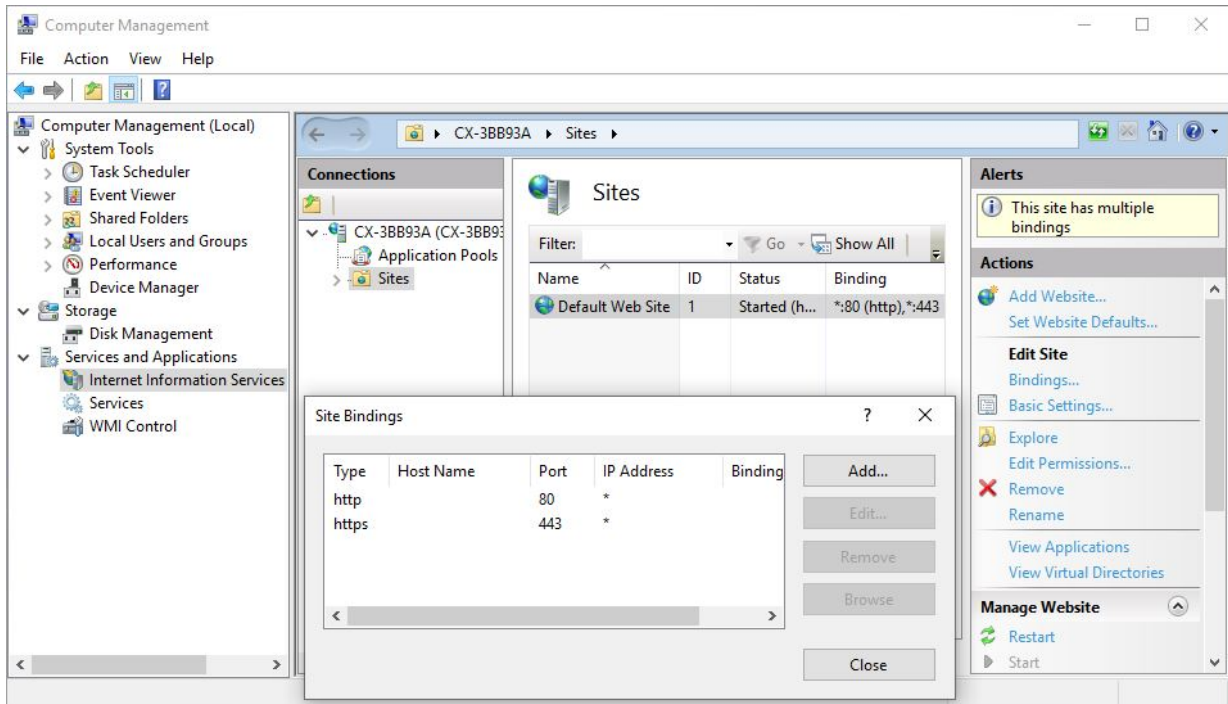 Computer Management
File Action View Help
Computer Management (Local)
System Tools
Task Scheduler
Event Viewer
Shared Folders
Local Users and Groups
Performance
Device Manager
Storage
Disk Management
Services and Applications
Internet Information Services
Services
WMI Control
CX-3BB93A Sites
Connections
CX-3BB93A (CX-3BB93
Application Pools
Sites
Sites
Filter: Go Show All
Name ID Status Binding
Default Web Site 1 Started (h... *:80 (http),*:443
Alerts
This site has multiple
bindings
Actions
Add Website...
Set Website Defaults...
Edit Site
Bindings...
Basic Settings...
Explore
Edit Permissions...
Remove
Rename
View Applications
View Virtual Directories
Manage Website
Restart
Start
Site Bindings ?
Type Host Name Port IP Address Binding
http 80 *
https 443 *
Add...
Edit...
Remove
Browse
Close